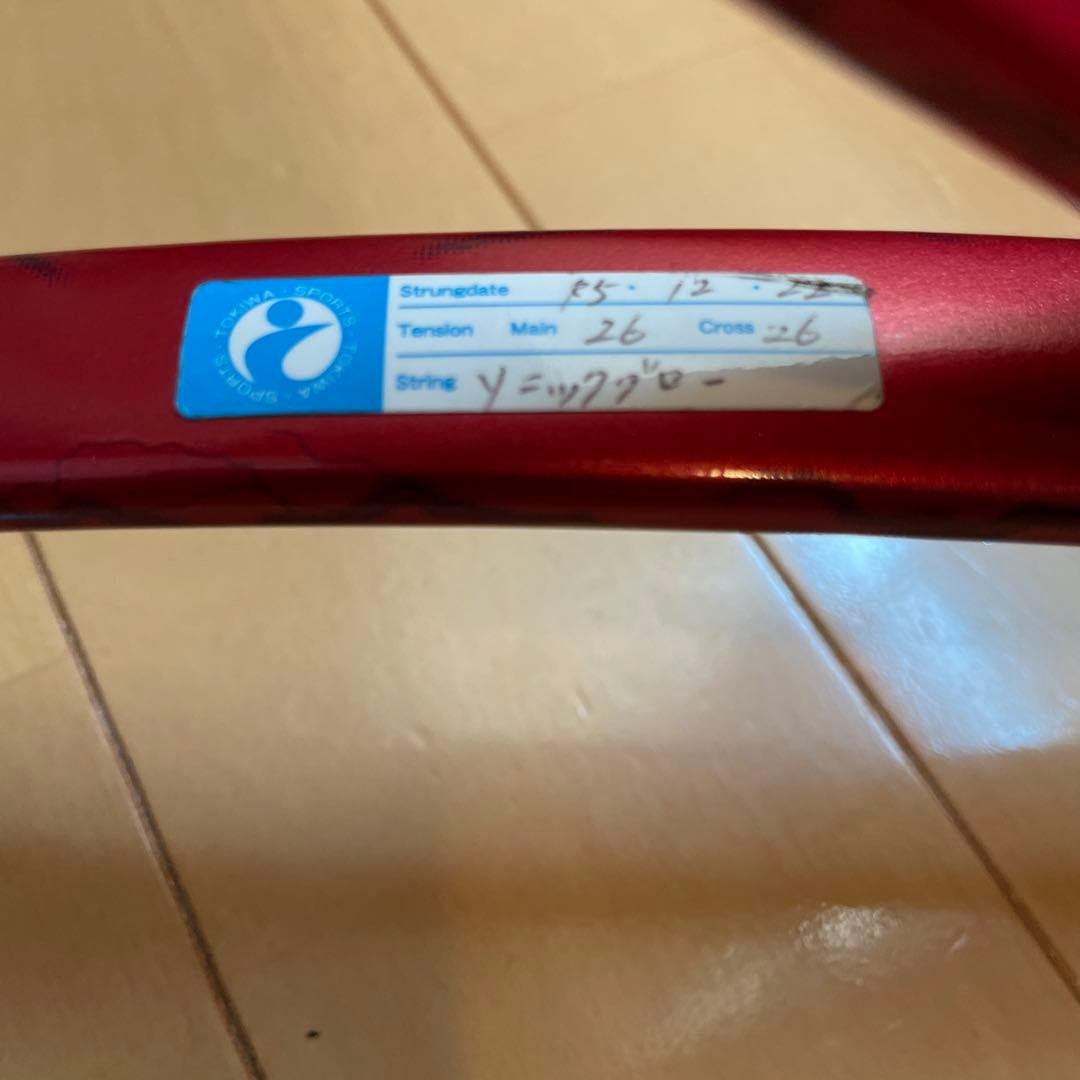 TOKIWA・SPORTS・TOKIWA・SPORTS・
Strungdate R5・12・22
Tension Main 26 Cross 26
String Yニックグロー